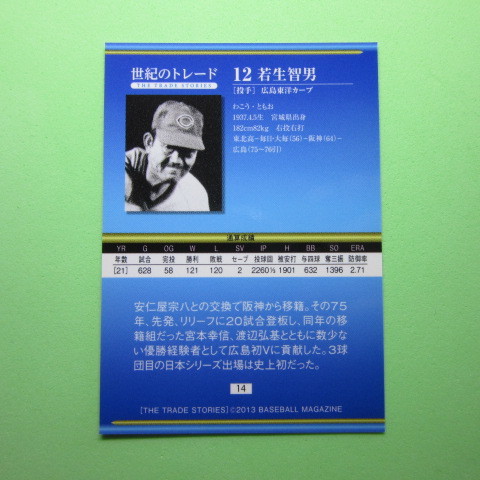 世紀のトレード
THE TRADE STORIES
12 若生智男
［投手］ 広島東洋カープ
わこう・ともお
1937.4.5生 宮城県出身
182cm82kg 右投右打
東北高－毎日・大毎(56)－阪神(64)－
広島(75～76引)
通算成績
YR G OG W L SV IP H BB SO ERA
年数 試合 完投 勝利 敗戦 セーブ 投球回 被安打 与四球 奪三振 防御率
[21] 628 58 121 120 2 2260⅓ 1901 632 1396 2.71
安仁屋宗八との交換で阪神から移籍。その75
年、先発、リリーフに20試合登板し、同年の移
籍組だった宮本幸信、渡辺弘基とともに数少な
い優勝経験者として広島初Vに貢献した。3球
団目の日本シリーズ出場は史上初だった。
14
[THE TRADE STORIES]©2013 BASEBALL MAGAZINE